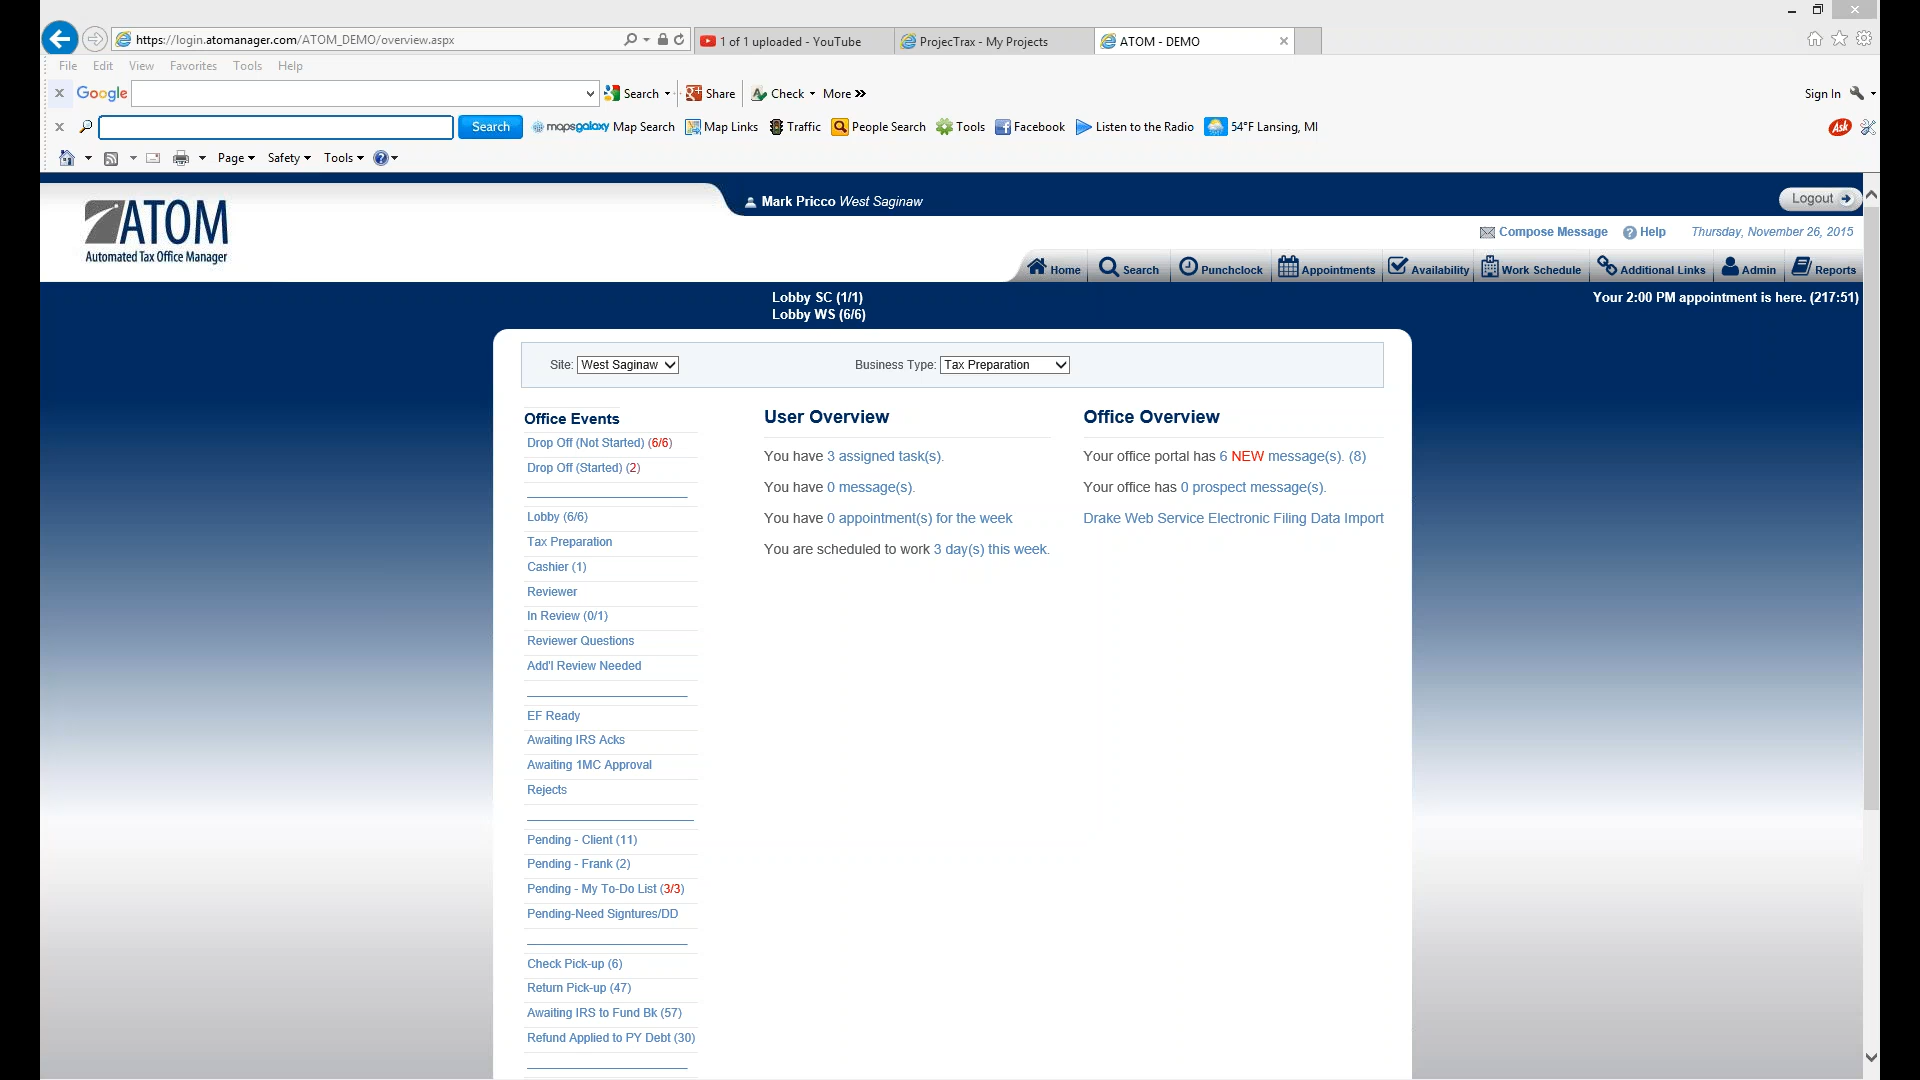 https://login.atomanager.com/ATOM_DEMO/overview.aspx
1 of 1 uploaded - YouTube
ProjecTrax - My Projects
ATOM - DEMO
File Edit View Favorites Tools Help
Google Search Share Check More Sign In
Search mapsgalaxy Map Search Map Links Traffic People Search Tools Facebook Listen to the Radio 54°F Lansing, MI Ask
Page Safety Tools
ATOM
Automated Tax Office Manager
Mark Pricco West Saginaw
Logout
Compose Message Help Thursday, November 26, 2015
Home Search Punchclock Appointments Availability Work Schedule Additional Links Admin Reports
Lobby SC (1/1)
Lobby WS (6/6)
Your 2:00 PM appointment is here. (217:51)
Site: West Saginaw
Business Type: Tax Preparation
Office Events
Drop Off (Not Started) (6/6)
Drop Off (Started) (2)
Lobby (6/6)
Tax Preparation
Cashier (1)
Reviewer
In Review (0/1)
Reviewer Questions
Add'l Review Needed
EF Ready
Awaiting IRS Acks
Awaiting 1MC Approval
Rejects
Pending - Client (11)
Pending - Frank (2)
Pending - My To-Do List (3/3)
Pending-Need Signtures/DD
Check Pick-up (6)
Return Pick-up (47)
Awaiting IRS to Fund Bk (57)
Refund Applied to PY Debt (30)
User Overview
You have 3 assigned task(s).
You have 0 message(s).
You have 0 appointment(s) for the week
You are scheduled to work 3 day(s) this week.
Office Overview
Your office portal has 6 NEW message(s). (8)
Your office has 0 prospect message(s).
Drake Web Service Electronic Filing Data Import